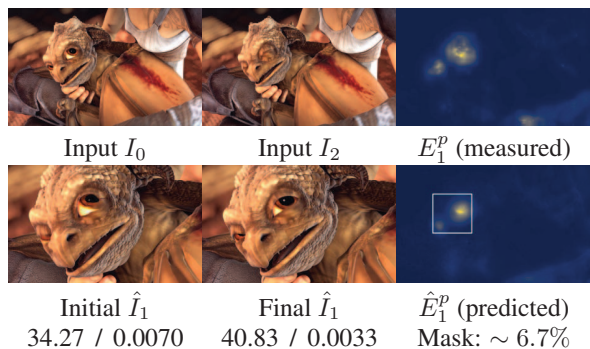 Input I_0 Input I_2 E_1^p (measured)
Initial Î_1 Final Î_1 Ê_1^p (predicted)
34.27 / 0.0070 40.83 / 0.0033 Mask: ∼ 6.7%